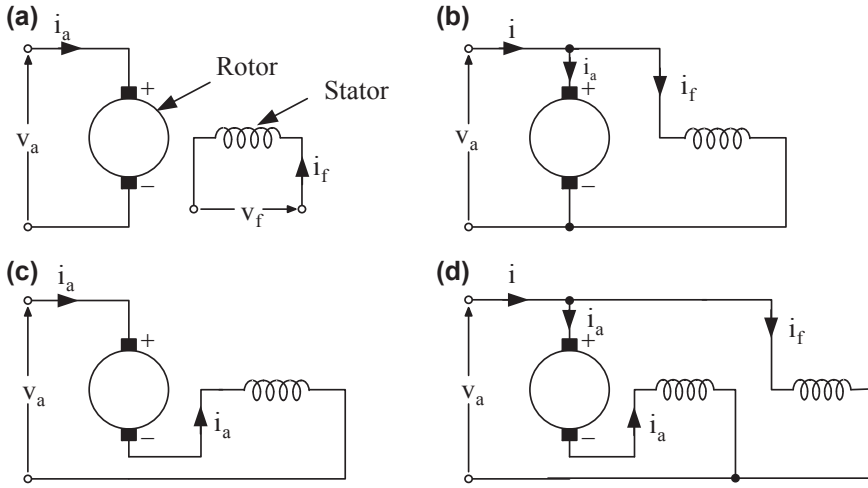 (a)
i_a
+
Rotor
Stator
v_a
−
i_f
v_f
(b)
i
i_a
+
i_f
v_a
−
(c)
i_a
+
v_a
−
i_a
(d)
i
i_a
+
i_f
v_a
−
i_a